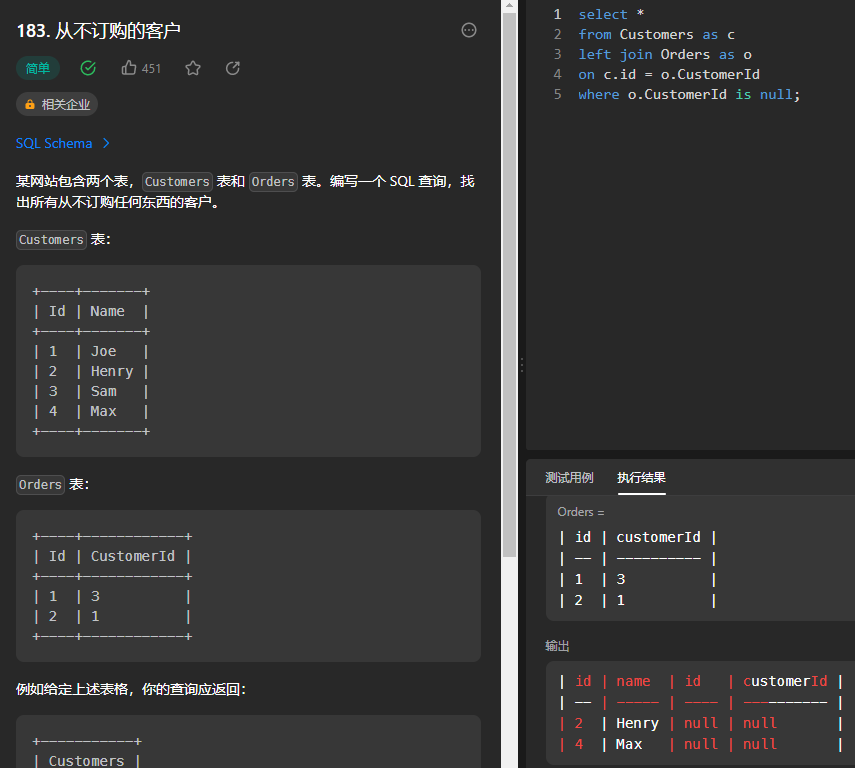 183. 从不订购的客户
简单 451
相关企业
SQL Schema
某网站包含两个表，Customers 表和 Orders 表。编写一个 SQL 查询，找
出所有从不订购任何东西的客户。
Customers 表：
+----+-------+
| Id | Name  |
+----+-------+
| 1  | Joe   |
| 2  | Henry |
| 3  | Sam   |
| 4  | Max   |
+----+-------+
Orders 表：
+----+------------+
| Id | CustomerId |
+----+------------+
| 1  | 3          |
| 2  | 1          |
+----+------------+
例如给定上述表格，你的查询应返回：
+-----------+
| Customers |
1 select *
2 from Customers as c
3 left join Orders as o
4 on c.id = o.CustomerId
5 where o.CustomerId is null;
测试用例 执行结果
Orders =
| id | customerId |
| -- | ---------- |
| 1  | 3          |
| 2  | 1          |
输出
| id | name  | id   | customerId |
| -- | ----- | ---- | ---------- |
| 2  | Henry | null | null       |
| 4  | Max   | null | null       |